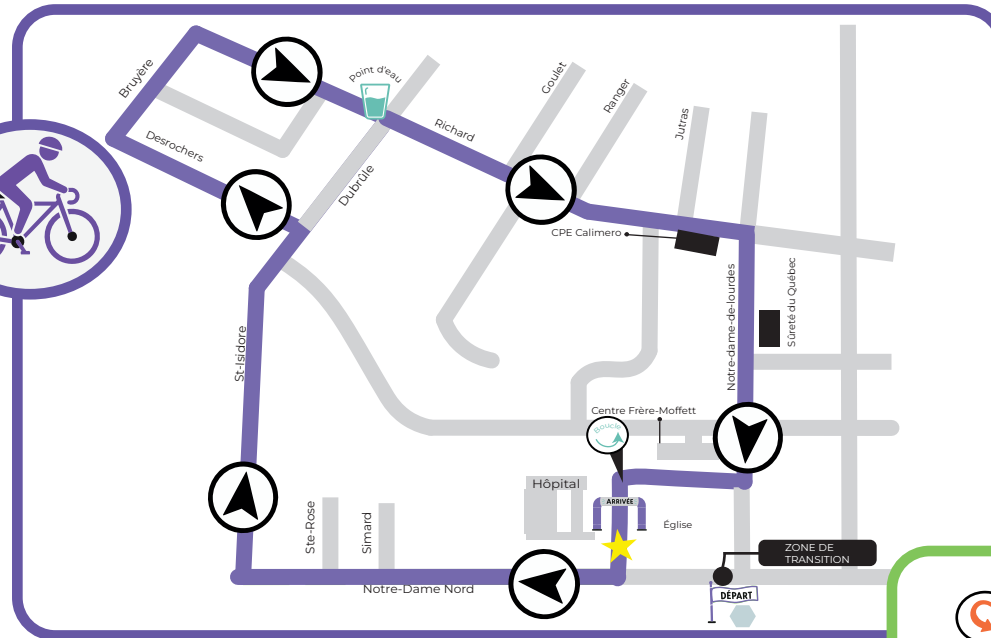 Bruyère
Point d'eau
Desrochers
Richard
Dubrûle
Goulet
Ranger
Jutras
CPE Calimero
Notre-dame-de-lourdes
Sûreté du Québec
St-Isidore
Centre Frère-Moffett
Boucle
Hôpital
ARRIVÉE
Église
Ste-Rose
Simard
ZONE DE
TRANSITION
Notre-Dame Nord
DÉPART